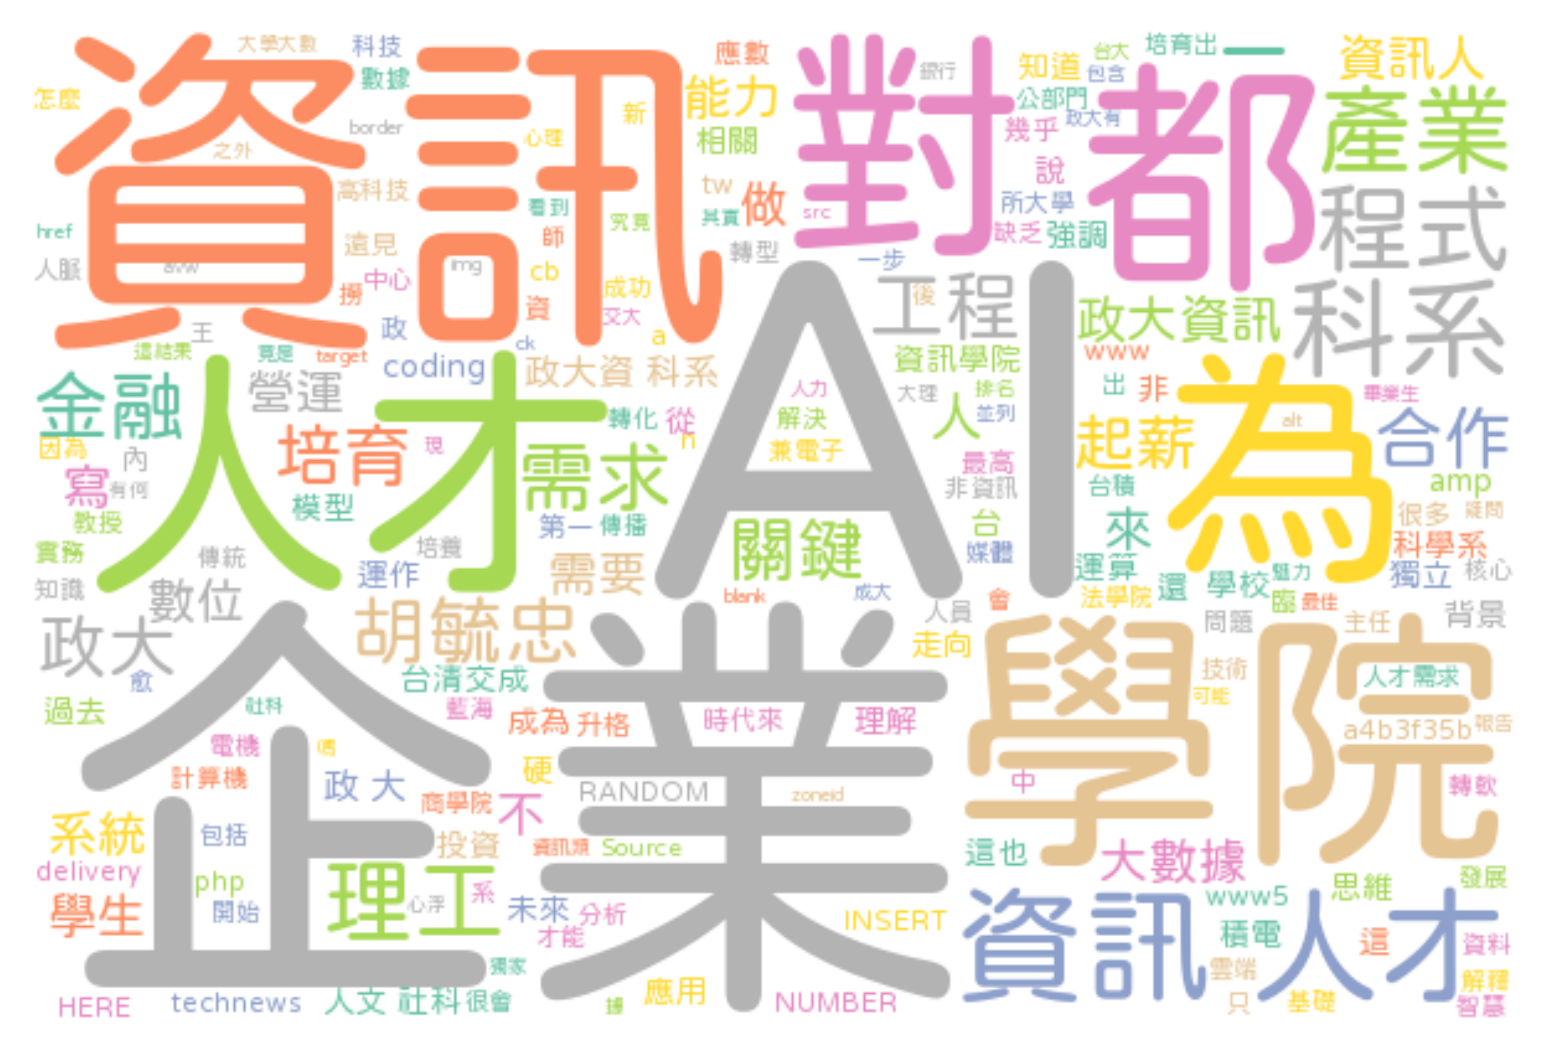 大學大數 科技 應數 對都 台大 培育出 一 資訊人
資訊 數據 能力 銀行 知道 包含 產業
怎麼 border 新 心理 相關 公部門 政大有 幾乎
之外 高科技 看到 究竟 tw 做 src 說 所大學 程式
href 遠見 師 其實 轉型 缺乏 強調
人脈 avw 中心 img cb 成功 一步
撈 資 交大 工程 後 政大資訊 科系
王 政 ck a AI
這結果 竟是 target coding 政大資 科系 資訊學院 www
金融 人才 營運 轉化 從 人力 大理 排名 出 非 為 畢業生
因為 培育 現 需求 n 解決 人 並列 起薪 alt 合作
內 兼電子 最高
寫 有何 模型 非資訊 台積 amp
教授 第一 傳播 關鍵 台 來 很多 疑問
實務 傳統 培養 媒體 科學系
知識 數位 運作 需要 blank 成大 運算 還 學校 魅力 獨立 核心
法學院 臨 最佳
政大 胡毓忠 人員 會 問題 主任 背景
企業 走向 學院
愈 台清交成 技術 人才需求
過去 社科 藍海 成為 升格 時代來 理解 可能
電機 a4b3f35b 報告
計算機 政 大 硬 RANDOM zoneid 中 轉軟
系統 包括 商學院 不
投資 資訊類 Source 這也 大數據
delivery php 理工 心浮 系 www5 思維 發展
學生 開始 未來 分析 INSERT 資訊人才 積電 這 資料
才能 雲端 解釋
獨家 應用
HERE technews 人文 社科 很會 據 NUMBER 只 基礎 智慧